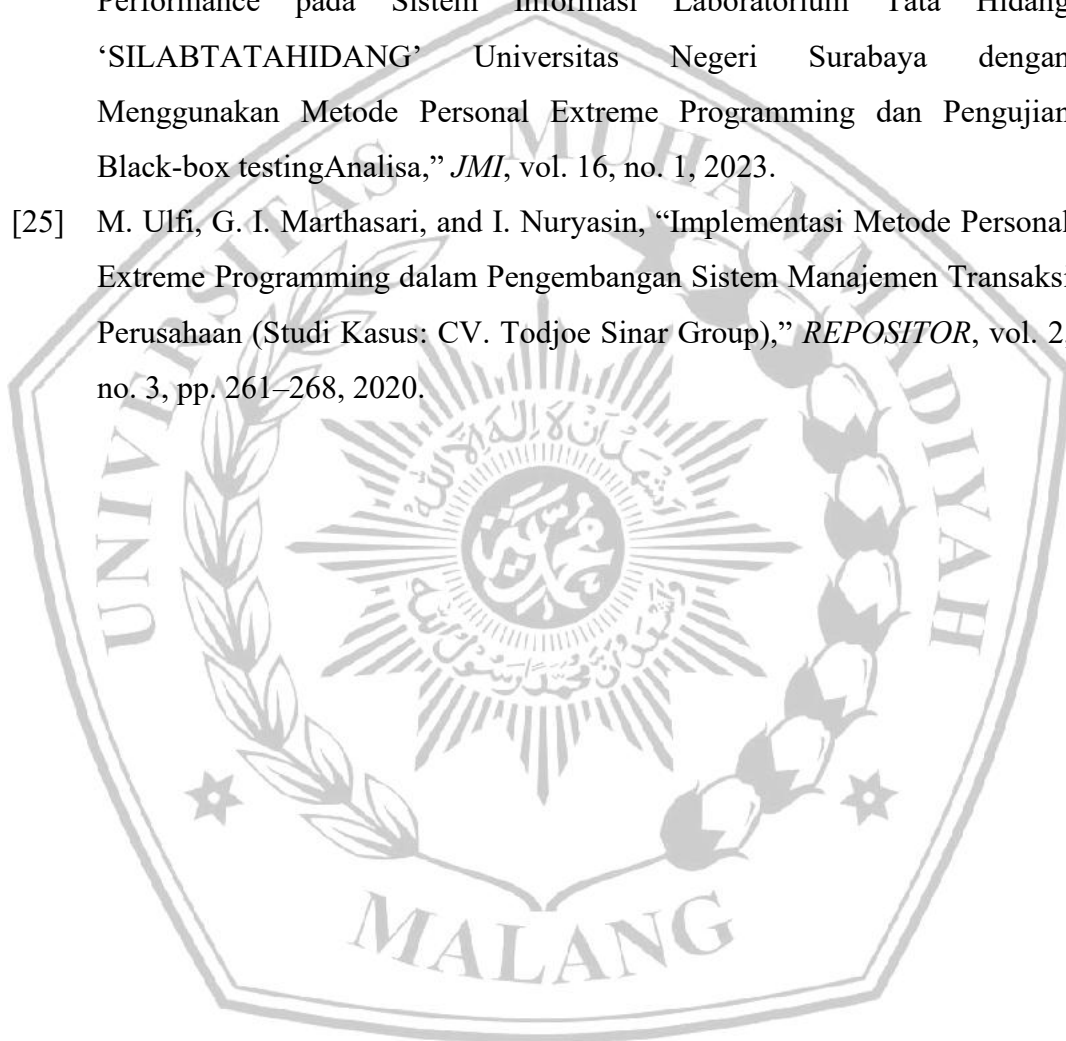 Performance pada Sistem Informasi Laboratorium Tata Hidang
‘SILABTATAHIDANG’ Universitas Negeri Surabaya dengan
Menggunakan Metode Personal Extreme Programming dan Pengujian
Black-box testingAnalisa,” JMI, vol. 16, no. 1, 2023.
[25] M. Ulfi, G. I. Marthasari, and I. Nuryasin, “Implementasi Metode Personal
Extreme Programming dalam Pengembangan Sistem Manajemen Transaksi
Perusahaan (Studi Kasus: CV. Todjoe Sinar Group),” REPOSITOR, vol. 2,
no. 3, pp. 261–268, 2020.
UNIVERSITAS MUHAMMADIYAH
MALANG